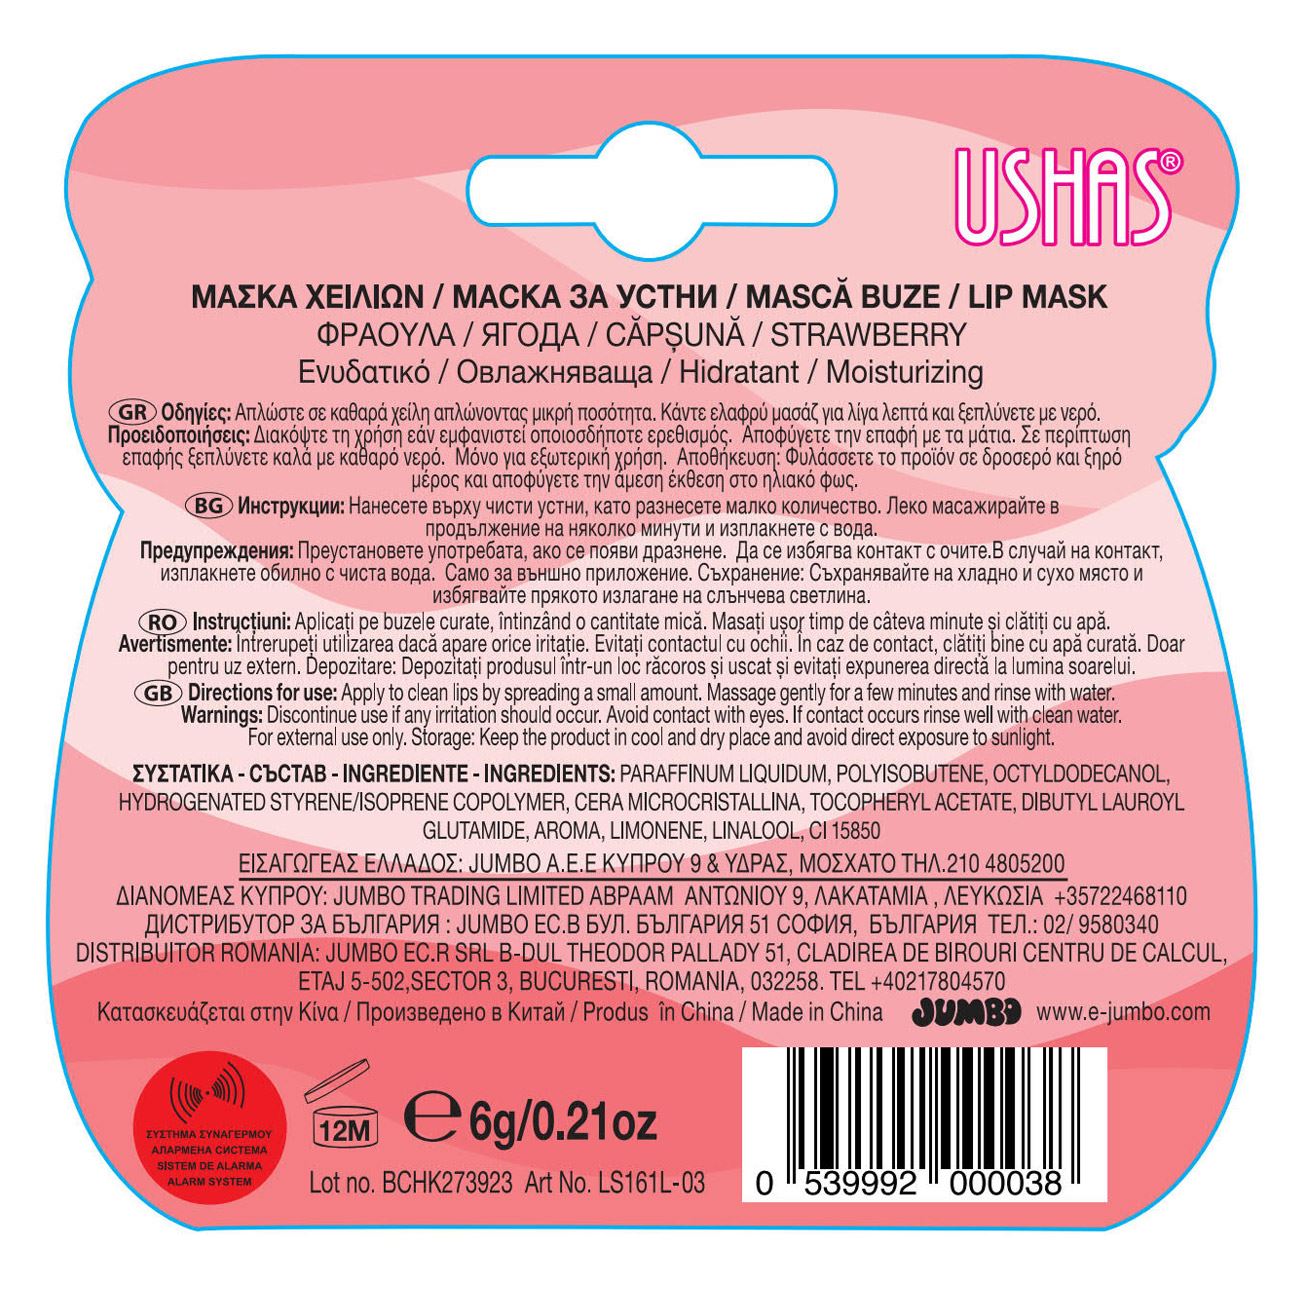 USHAS®
ΜΑΣΚΑ ΧΕΙΛΙΩΝ / МАСКА ЗА УСТНИ / MASCĂ BUZE / LIP MASK
ΦΡΑΟΥΛΑ / ЯГОДА / CĂPȘUNĂ / STRAWBERRY
Ενυδατικό / Овлажняваща / Hidratant / Moisturizing
GR Οδηγίες: Απλώστε σε καθαρά χείλη απλώνοντας μικρή ποσότητα. Κάντε ελαφρύ μασάζ για λίγα λεπτά και ξεπλύνετε με νερό.
Προειδοποιήσεις: Διακόψτε τη χρήση εάν εμφανιστεί οποιοσδήποτε ερεθισμός. Αποφύγετε την επαφή με τα μάτια. Σε περίπτωση
επαφής ξεπλύνετε καλά με καθαρό νερό. Μόνο για εξωτερική χρήση. Αποθήκευση: Φυλάσσετε το προϊόν σε δροσερό και ξηρό
μέρος και αποφύγετε την άμεση έκθεση στο ηλιακό φως.
BG Инструкции: Нанесете върху чисти устни, като разнесете малко количество. Леко масажирайте в
продължение на няколко минути и изплакнете с вода.
Предупреждения: Преустановете употребата, ако се появи дразнене. Да се избягва контакт с очите.В случай на контакт,
изплакнете обилно с чиста вода. Само за външно приложение. Съхранение: Съхранявайте на хладно и сухо място и
избягвайте прякото излагане на слънчева светлина.
RO Instrucțiuni: Aplicați pe buzele curate, întinzând o cantitate mică. Masați ușor timp de câteva minute și clătiți cu apă.
Avertismente: Întrerupeți utilizarea dacă apare orice iritație. Evitați contactul cu ochii. În caz de contact, clătiți bine cu apă curată. Doar
pentru uz extern. Depozitare: Depozitați produsul într-un loc răcoros și uscat și evitați expunerea directă la lumina soarelui.
GB Directions for use: Apply to clean lips by spreading a small amount. Massage gently for a few minutes and rinse with water.
Warnings: Discontinue use if any irritation should occur. Avoid contact with eyes. If contact occurs rinse well with clean water.
For external use only. Storage: Keep the product in cool and dry place and avoid direct exposure to sunlight.
ΣΥΣΤΑΤΙΚΑ - СЪСТАВ - INGREDIENTE - INGREDIENTS: PARAFFINUM LIQUIDUM, POLYISOBUTENE, OCTYLDODECANOL,
HYDROGENATED STYRENE/ISOPRENE COPOLYMER, CERA MICROCRISTALLINA, TOCOPHERYL ACETATE, DIBUTYL LAUROYL
GLUTAMIDE, AROMA, LIMONENE, LINALOOL, CI 15850
ΕΙΣΑΓΩΓΕΑΣ ΕΛΛΑΔΟΣ: JUMBO Α.Ε.Ε ΚΥΠΡΟΥ 9 & ΥΔΡΑΣ, ΜΟΣΧΑΤΟ ΤΗΛ.210 4805200
ΔΙΑΝΟΜΕΑΣ ΚΥΠΡΟΥ: JUMBO TRADING LIMITED ΑΒΡΑΑΜ ΑΝΤΩΝΙΟΥ 9, ΛΑΚΑΤΑΜΙΑ , ΛΕΥΚΩΣΙΑ +35722468110
ДИСТРИБУТОР ЗА БЪЛГАРИЯ : JUMBO EC.B БУЛ. БЪЛГАРИЯ 51 СОФИЯ, БЪЛГАРИЯ ТЕЛ.: 02/ 9580340
DISTRIBUITOR ROMANIA: JUMBO EC.R SRL B-DUL THEODOR PALLADY 51, CLADIREA DE BIROURI CENTRU DE CALCUL,
ETAJ 5-502,SECTOR 3, BUCURESTI, ROMANIA, 032258. TEL +40217804570
Κατασκευάζεται στην Κίνα / Произведено в Китай / Produs în China / Made in China JUMBO www.e-jumbo.com
ΣΥΣΤΗΜΑ ΣΥΝΑΓΕΡΜΟΥ
АЛАРМЕНА СИСТЕМА
SISTEM DE ALARMA
ALARM SYSTEM
12M
℮ 6g/0.21oz
Lot no. BCHK273923 Art No. LS161L-03
0 539992 000038